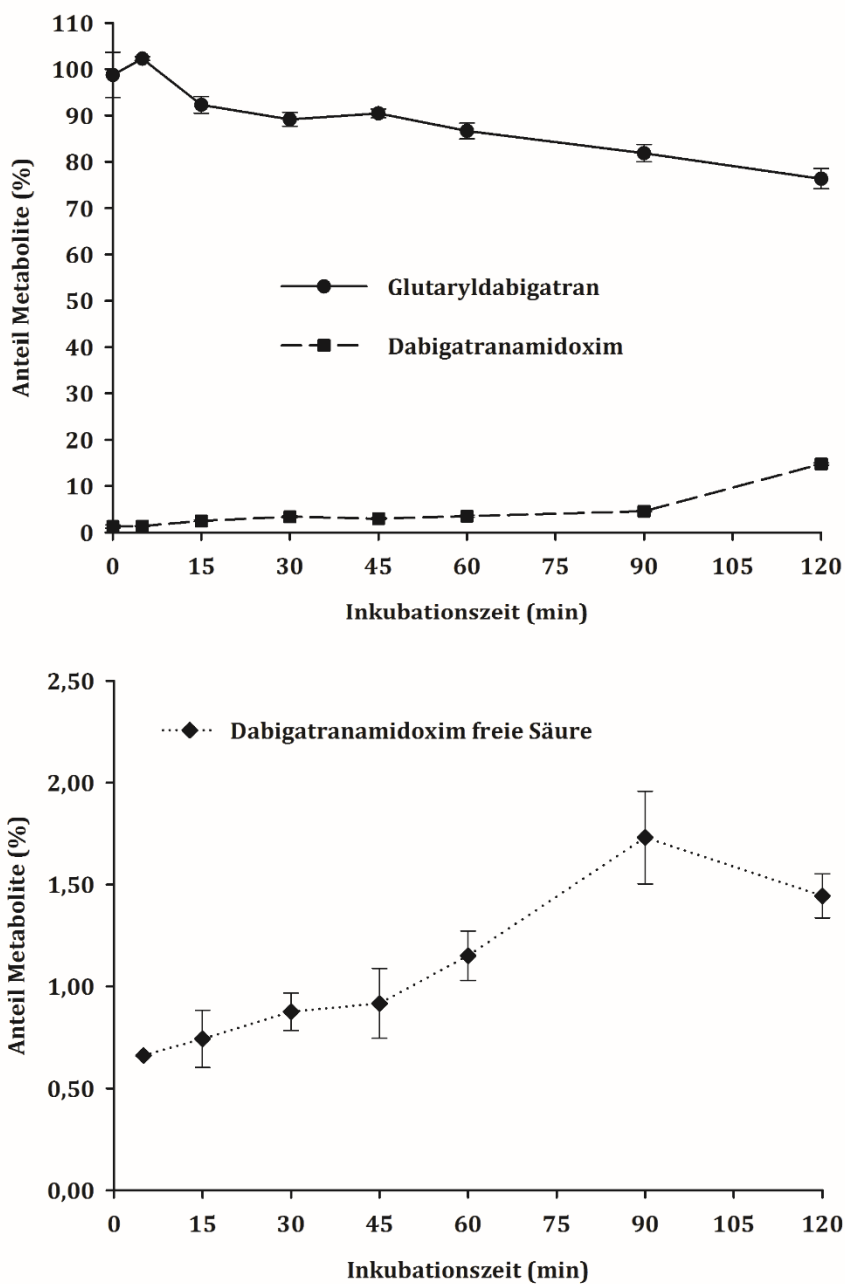 110
100
90
80
70
60
50
40
30
20
10
0
Anteil Metabolite (%)
Glutaryldabigatran
Dabigatranamidoxim
0 15 30 45 60 75 90 105 120
Inkubationszeit (min)
2,50
2,00
1,50
1,00
0,50
0,00
Anteil Metabolite (%)
Dabigatranamidoxim freie Säure
0 15 30 45 60 75 90 105 120
Inkubationszeit (min)